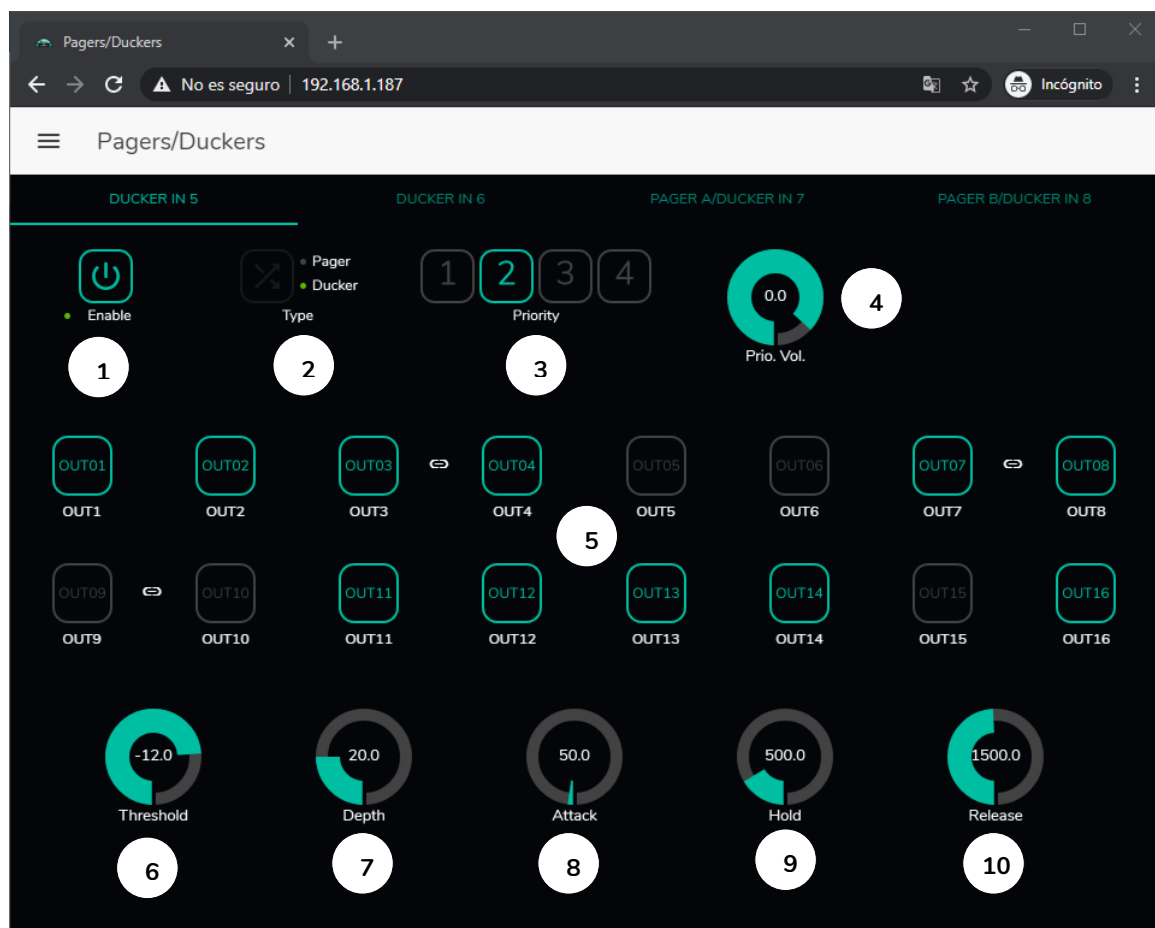 Pagers/Duckers
No es seguro | 192.168.1.187
Incógnito
Pagers/Duckers
DUCKER IN 5 DUCKER IN 6 PAGER A/DUCKER IN 7 PAGER B/DUCKER IN 8
Pager
Ducker
1 2 3 4
0.0
Enable Type Priority
Prio. Vol.
1 2 3 4
OUT01 OUT02 OUT03 OUT04 OUT05 OUT06 OUT07 OUT08
OUT1 OUT2 OUT3 OUT4 OUT5 OUT6 OUT7 OUT8
5
OUT09 OUT10 OUT11 OUT12 OUT13 OUT14 OUT15 OUT16
OUT9 OUT10 OUT11 OUT12 OUT13 OUT14 OUT15 OUT16
-12.0 20.0 50.0 500.0 1500.0
Threshold Depth Attack Hold Release
6 7 8 9 10